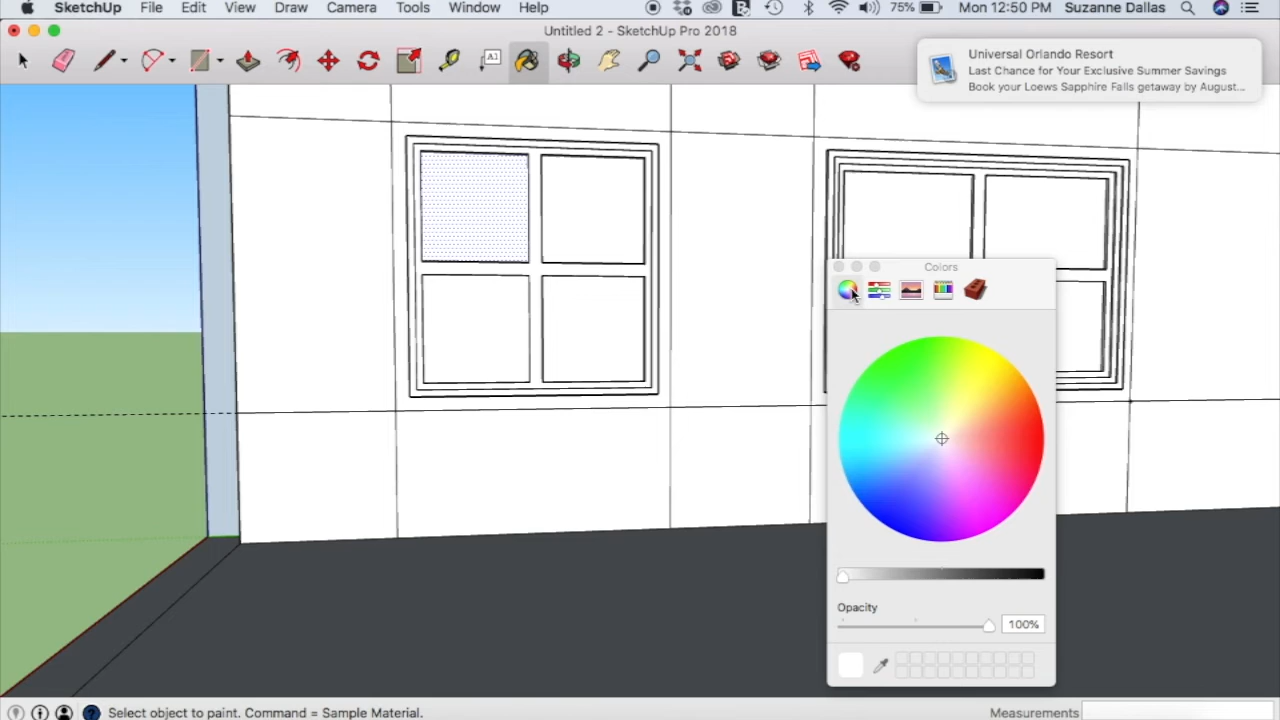 SketchUp File Edit View Draw Camera Tools Window Help 75% Mon 12:50 PM Suzanne Dallas
Untitled 2 - SketchUp Pro 2018
A1
Universal Orlando Resort
Last Chance for Your Exclusive Summer Savings
Book your Loews Sapphire Falls getaway by August...
Colors
Opacity
100%
Select object to paint. Command = Sample Material.
Measurements